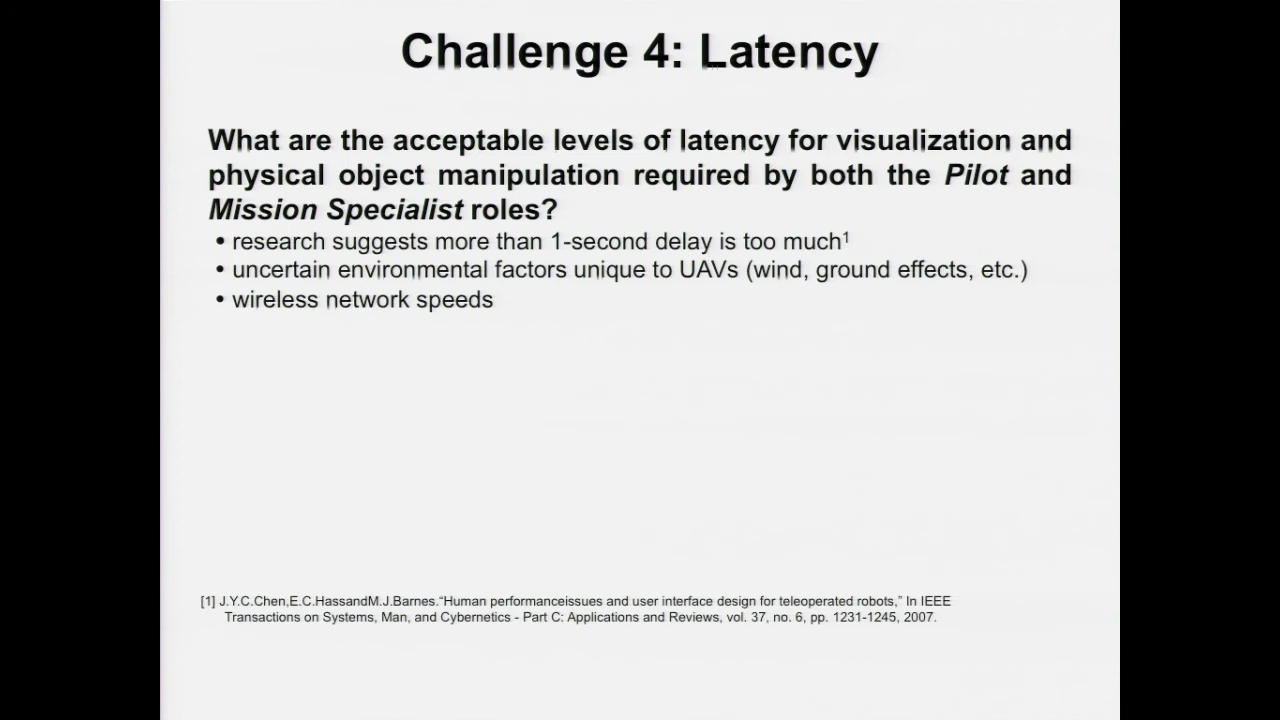 Challenge 4: Latency
What are the acceptable levels of latency for visualization and
physical object manipulation required by both the Pilot and
Mission Specialist roles?
• research suggests more than 1-second delay is too much¹
• uncertain environmental factors unique to UAVs (wind, ground effects, etc.)
• wireless network speeds
[1] J.Y.C.Chen,E.C.HassandM.J.Barnes.“Human performanceissues and user interface design for teleoperated robots,” In IEEE
Transactions on Systems, Man, and Cybernetics - Part C: Applications and Reviews, vol. 37, no. 6, pp. 1231-1245, 2007.